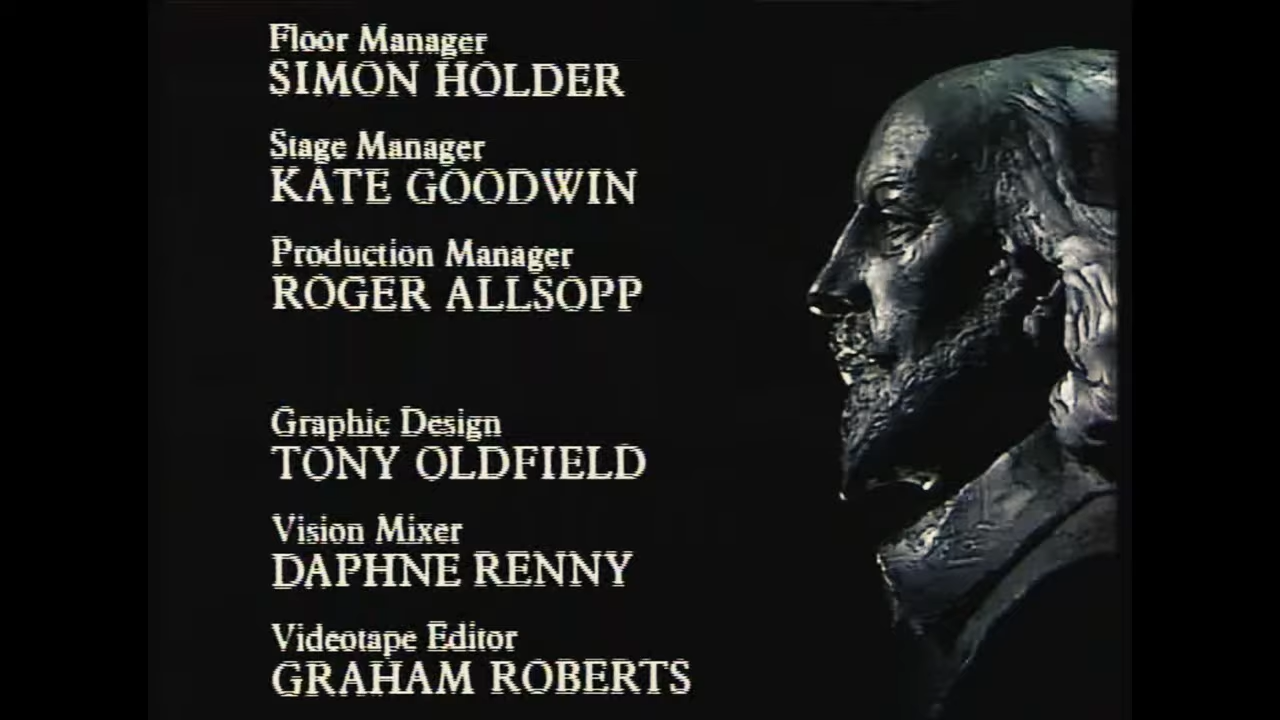 Floor Manager
SIMON HOLDER
Stage Manager
KATE GOODWIN
Production Manager
ROGER ALLSOPP
Graphic Design
TONY OLDFIELD
Vision Mixer
DAPHNE RENNY
Videotape Editor
GRAHAM ROBERTS